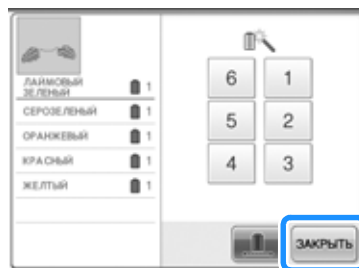 ЛАЙМОВЫЙ
ЗЕЛЕНЫЙ 1
СЕРОЗЕЛЕНЫЙ 1
ОРАНЖЕВЫЙ 1
КРАСНЫЙ 1
ЖЕЛТЫЙ 1
6 1
5 2
4 3
ЗАКРЫТЬ